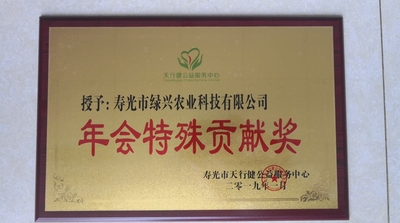 天行健公益服务中心
授予：寿光市绿兴农业科技有限公司
年会特殊贡献奖
寿光市天行健公益服务中心
二零一九年二月